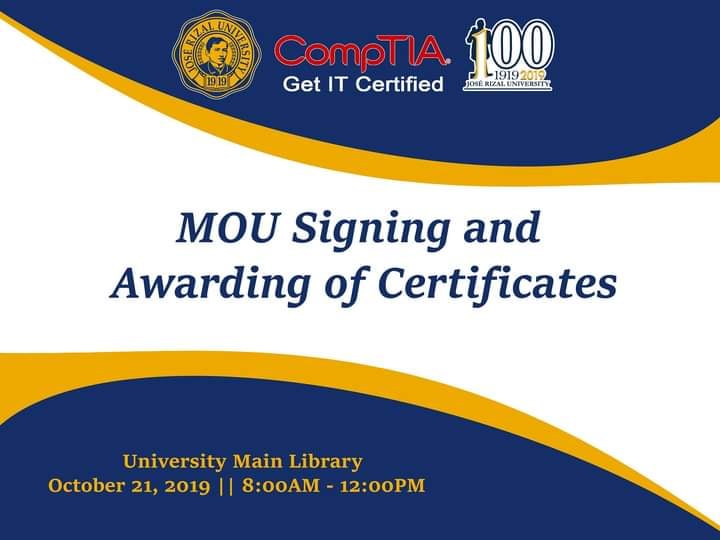 JOSE RIZAL UNIVERSITY
1919
CompTIA®
Get IT Certified
100
1919 2019
JOSÉ RIZAL UNIVERSITY
MOU Signing and
Awarding of Certificates
University Main Library
October 21, 2019 || 8:00AM - 12:00PM